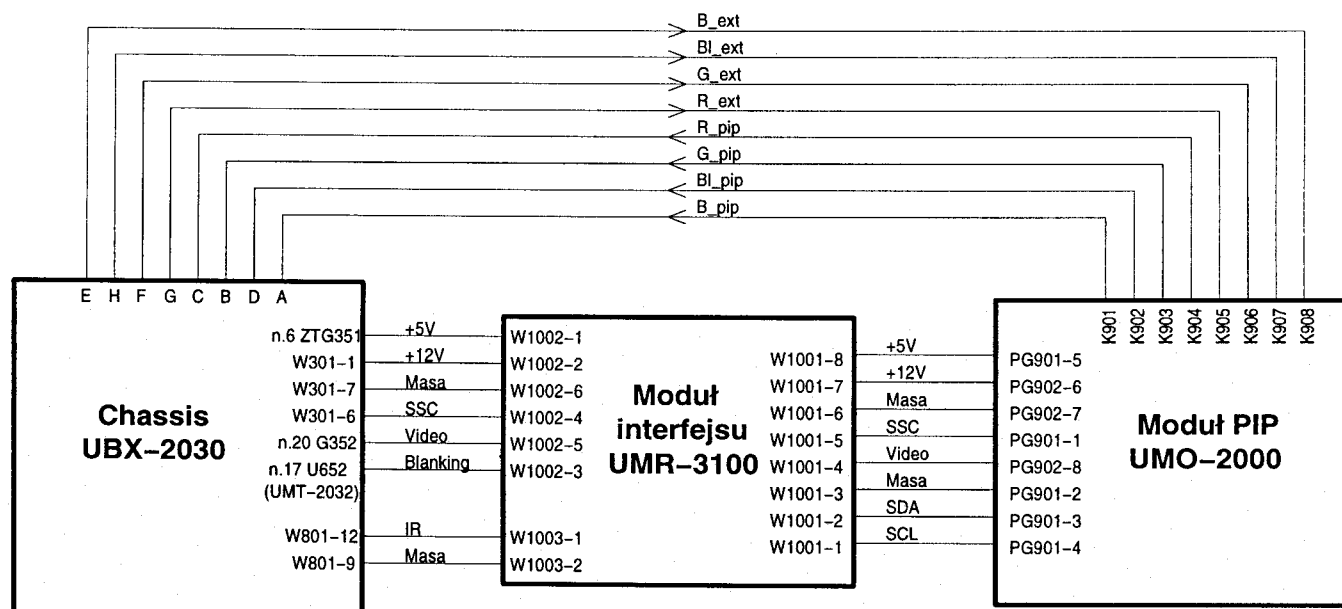 B_ext
Bl_ext
G_ext
R_ext
R_pip
G_pip
Bl_pip
B_pip
E H F G C B D A
K901 K902 K903 K904 K905 K906 K907 K908
Chassis
UBX–2030
n.6 ZTG351 +5V W1002–1
W301–1 +12V W1002–2
W301–7 Masa W1002–6
W301–6 SSC W1002–4
n.20 G352 Video W1002–5
n.17 U652 Blanking W1002–3
(UMT–2032)
W801–12 IR W1003–1
W801–9 Masa W1003–2
Moduł
interfejsu
UMR–3100
W1001–8 +5V PG901–5
W1001–7 +12V PG902–6
W1001–6 Masa PG902–7
W1001–5 SSC PG901–1
W1001–4 Video PG902–8
W1001–3 Masa PG901–2
W1001–2 SDA PG901–3
W1001–1 SCL PG901–4
Moduł PIP
UMO–2000